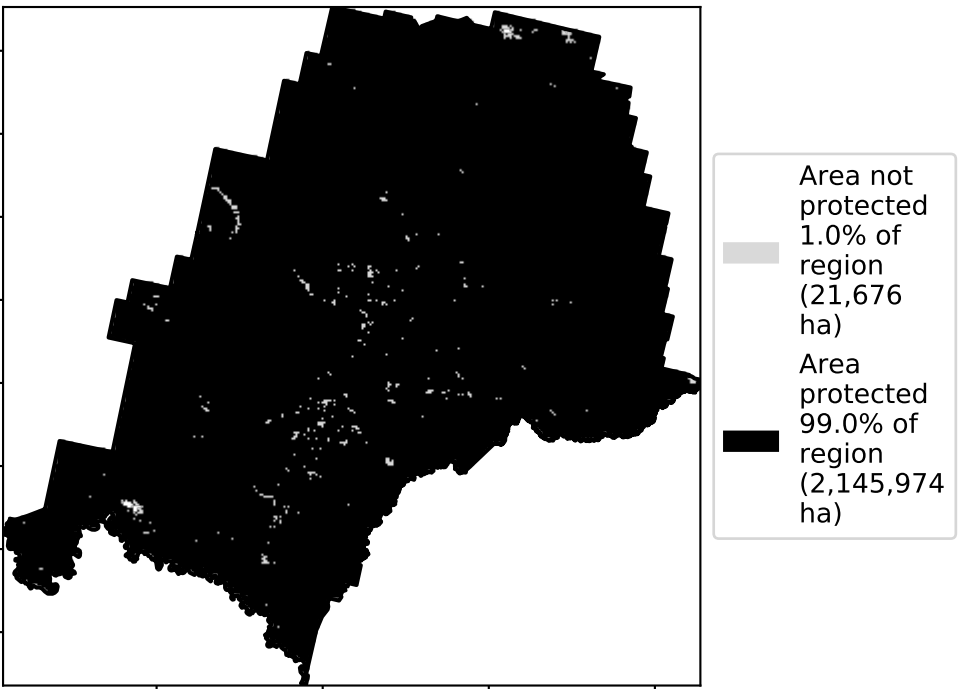 Area not
protected
1.0% of
region
(21,676
ha)
Area
protected
99.0% of
region
(2,145,974
ha)